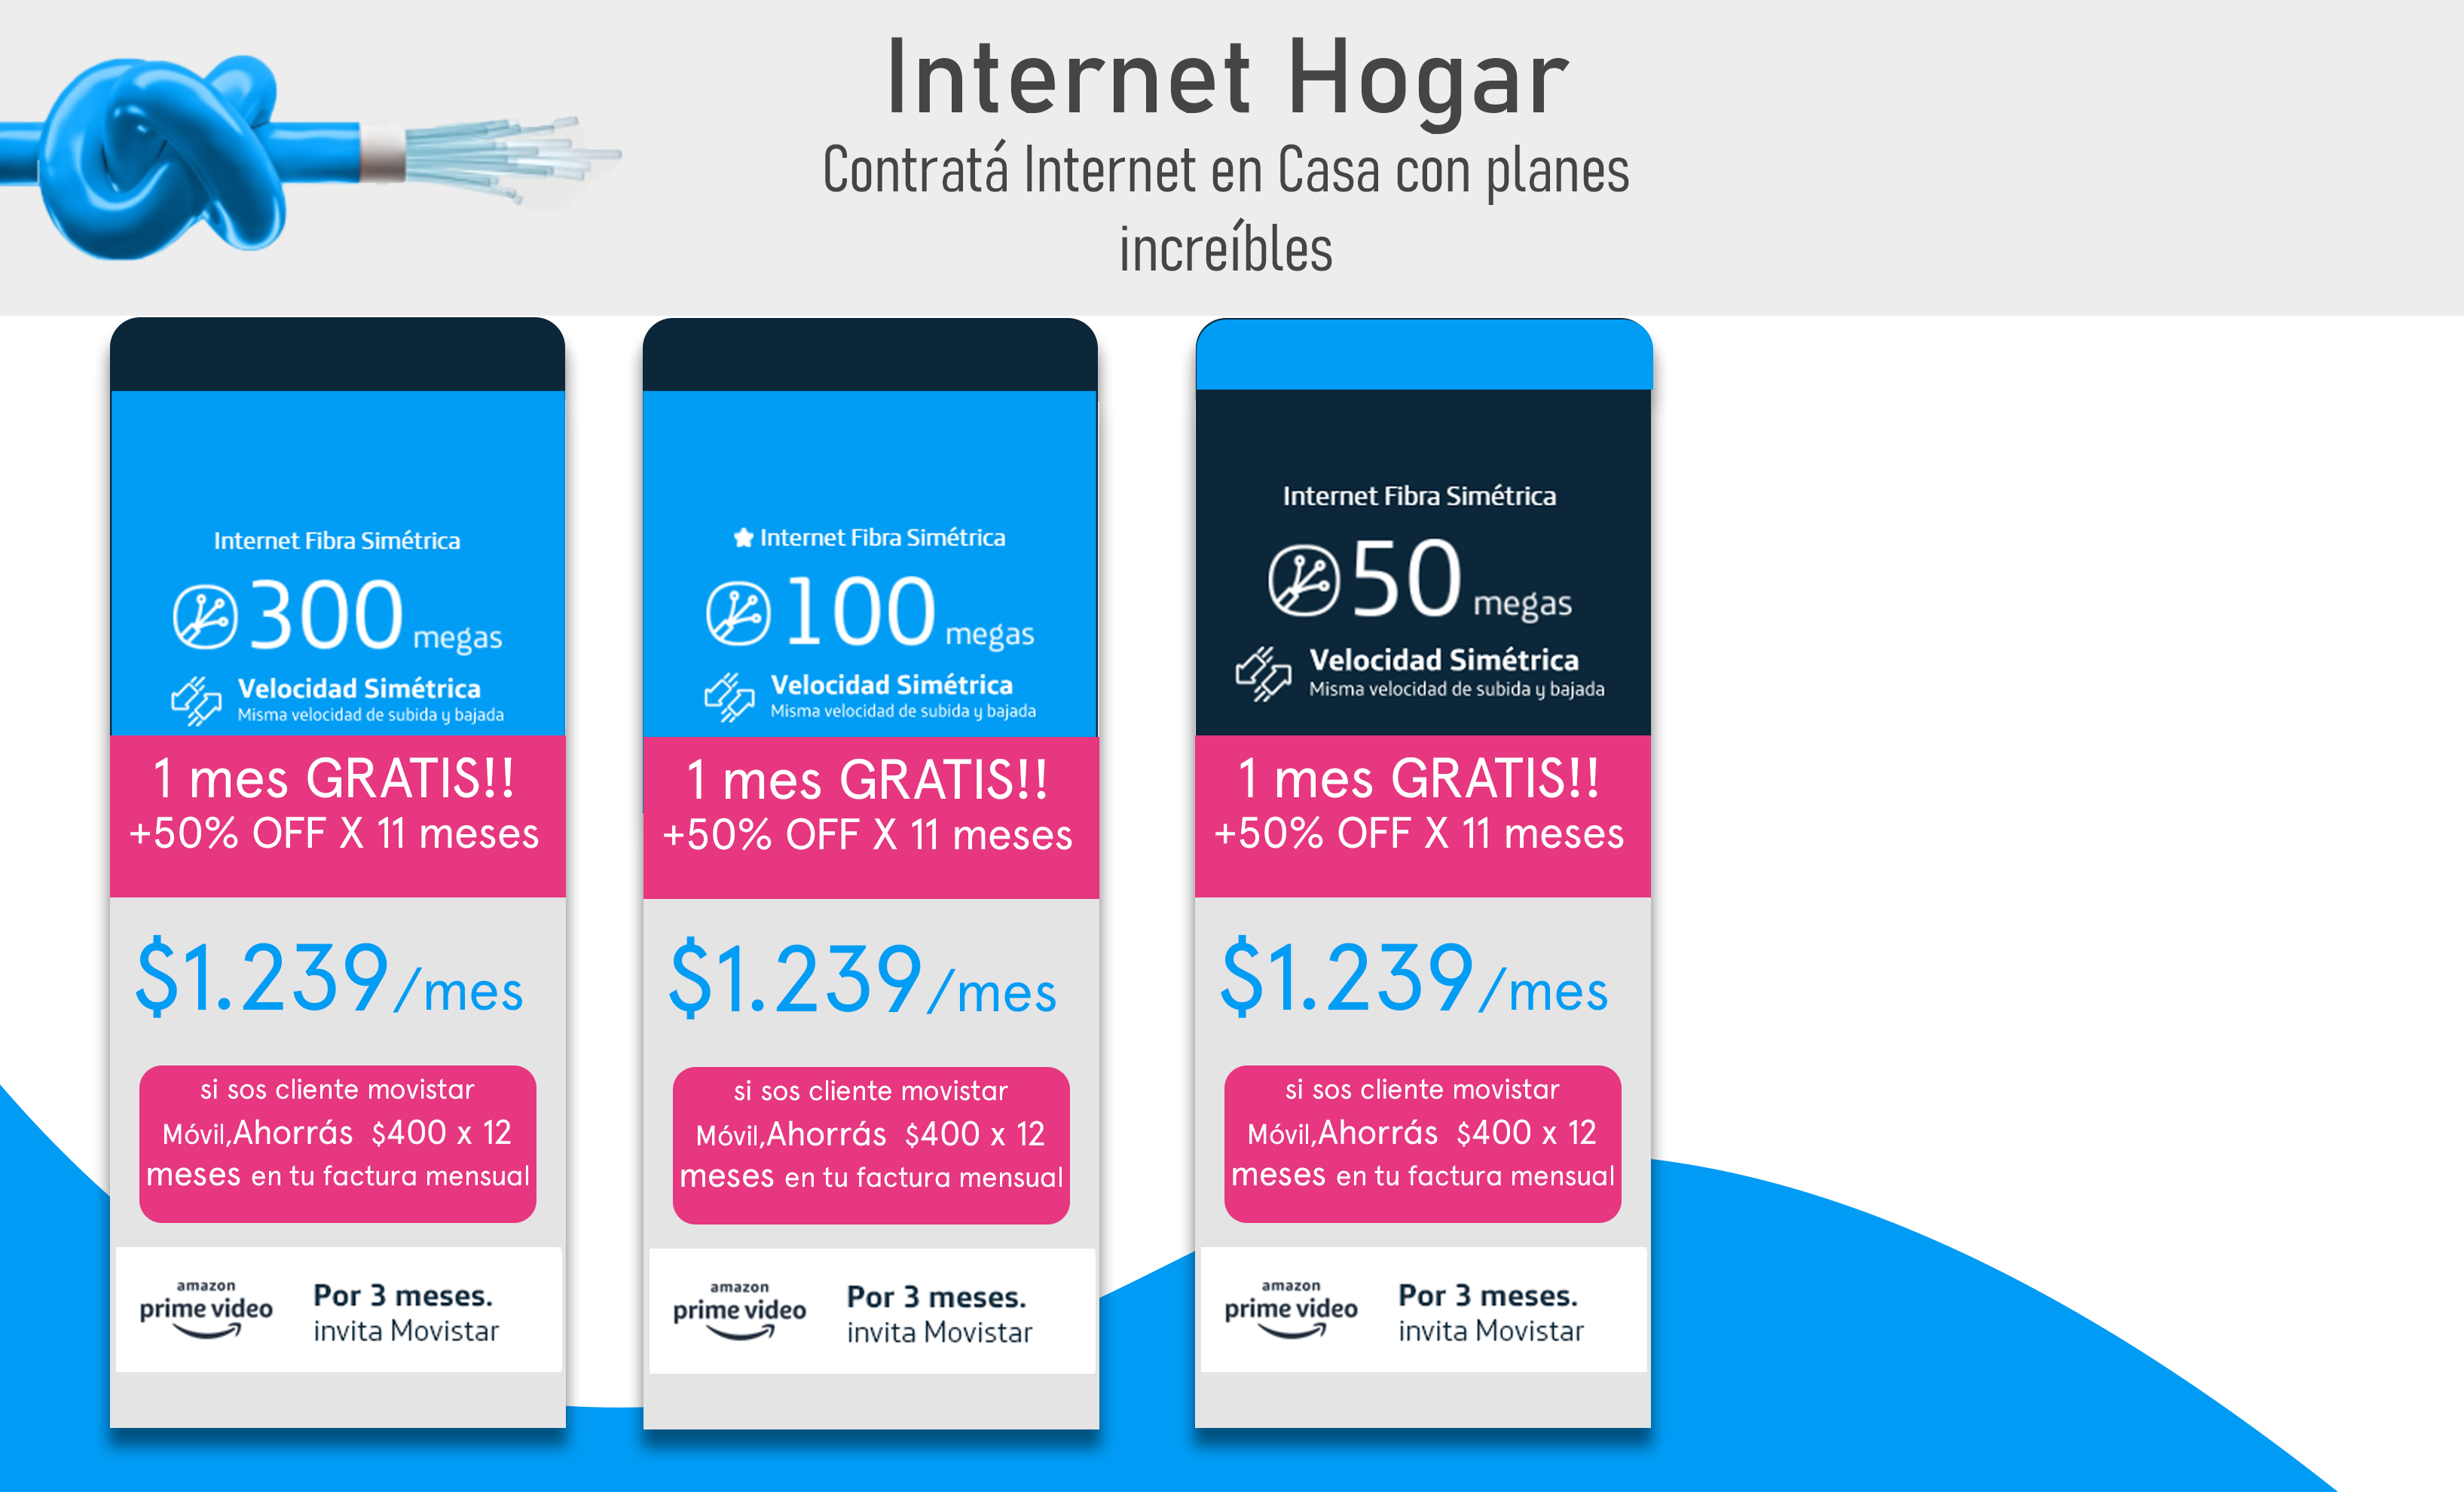 Internet Hogar
Contratá Internet en Casa con planes
increíbles
Internet Fibra Simétrica
300 megas
Velocidad Simétrica
Misma velocidad de subida y bajada
1 mes GRATIS!!
+50% OFF X 11 meses
$1.239/mes
si sos cliente movistar
Móvil,Ahorrás $400 x 12
meses en tu factura mensual
amazon
prime video
Por 3 meses.
invita Movistar
Internet Fibra Simétrica
100 megas
Velocidad Simétrica
Misma velocidad de subida y bajada
1 mes GRATIS!!
+50% OFF X 11 meses
$1.239/mes
si sos cliente movistar
Móvil,Ahorrás $400 x 12
meses en tu factura mensual
amazon
prime video
Por 3 meses.
invita Movistar
Internet Fibra Simétrica
50 megas
Velocidad Simétrica
Misma velocidad de subida y bajada
1 mes GRATIS!!
+50% OFF X 11 meses
$1.239/mes
si sos cliente movistar
Móvil,Ahorrás $400 x 12
meses en tu factura mensual
amazon
prime video
Por 3 meses.
invita Movistar